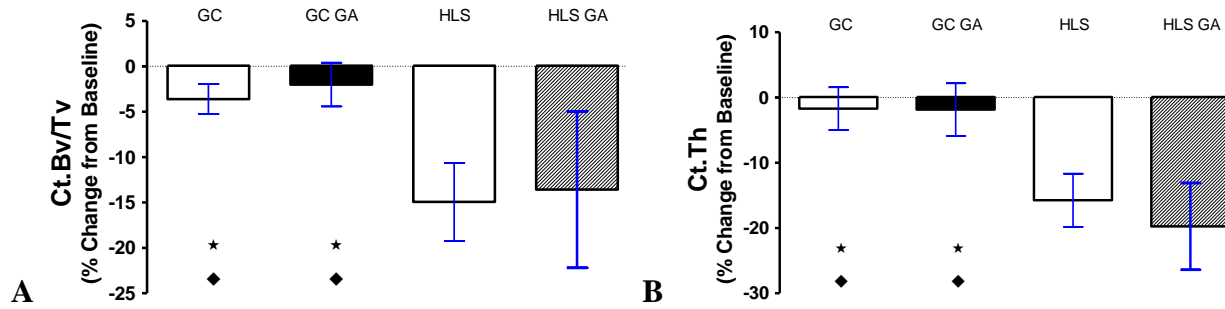 GC GC GA HLS HLS GA
5
0
-5
-10
-15
-20
-25
Ct.Bv/Tv
(% Change from Baseline)
A
GC GC GA HLS HLS GA
10
0
-10
-20
-30
Ct.Th
(% Change from Baseline)
B